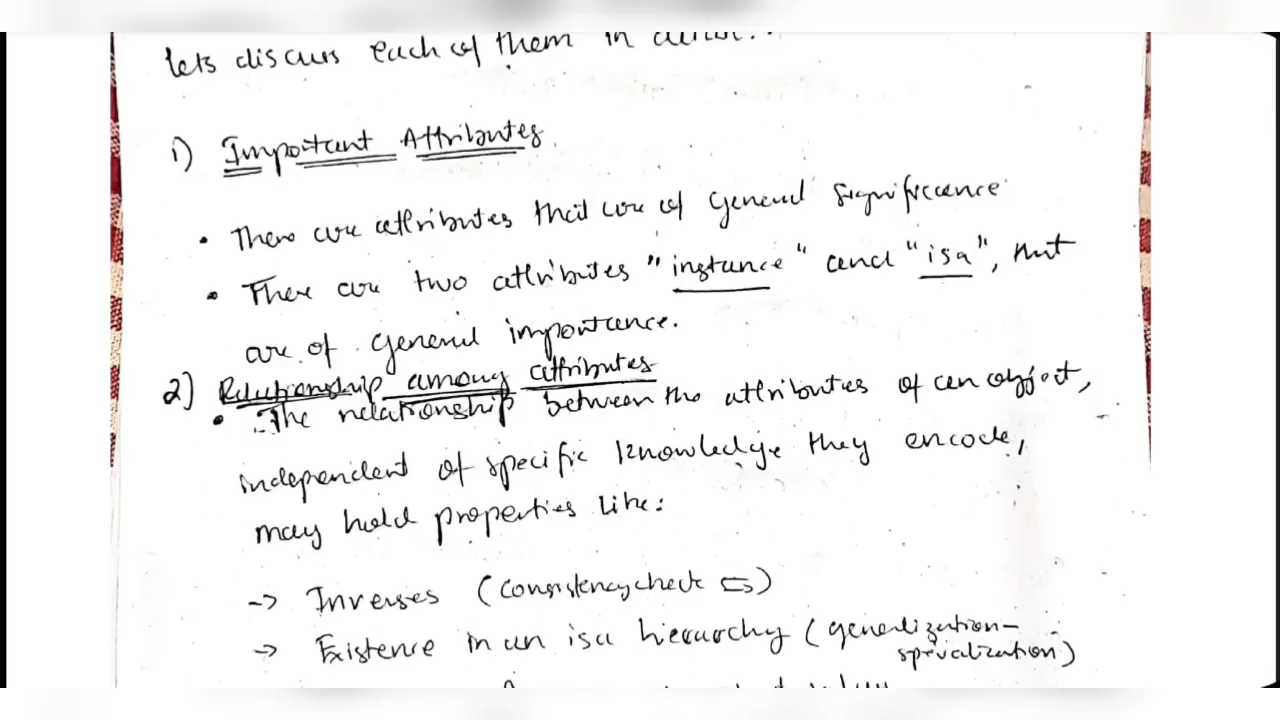 lets discuss each of them in detail..
i) Important Attributes
• There are attributes that are of general significance
• There are two attributes "instance" and "isa", that
are of general importance.
2) Relationship among attributes
• The relationship between the attributes of an object,
independent of specific knowledge they encode,
may hold properties like:
-> Inverses (consistency check ⇆)
-> Existence in an isa hierarchy (generalization-
specialization)